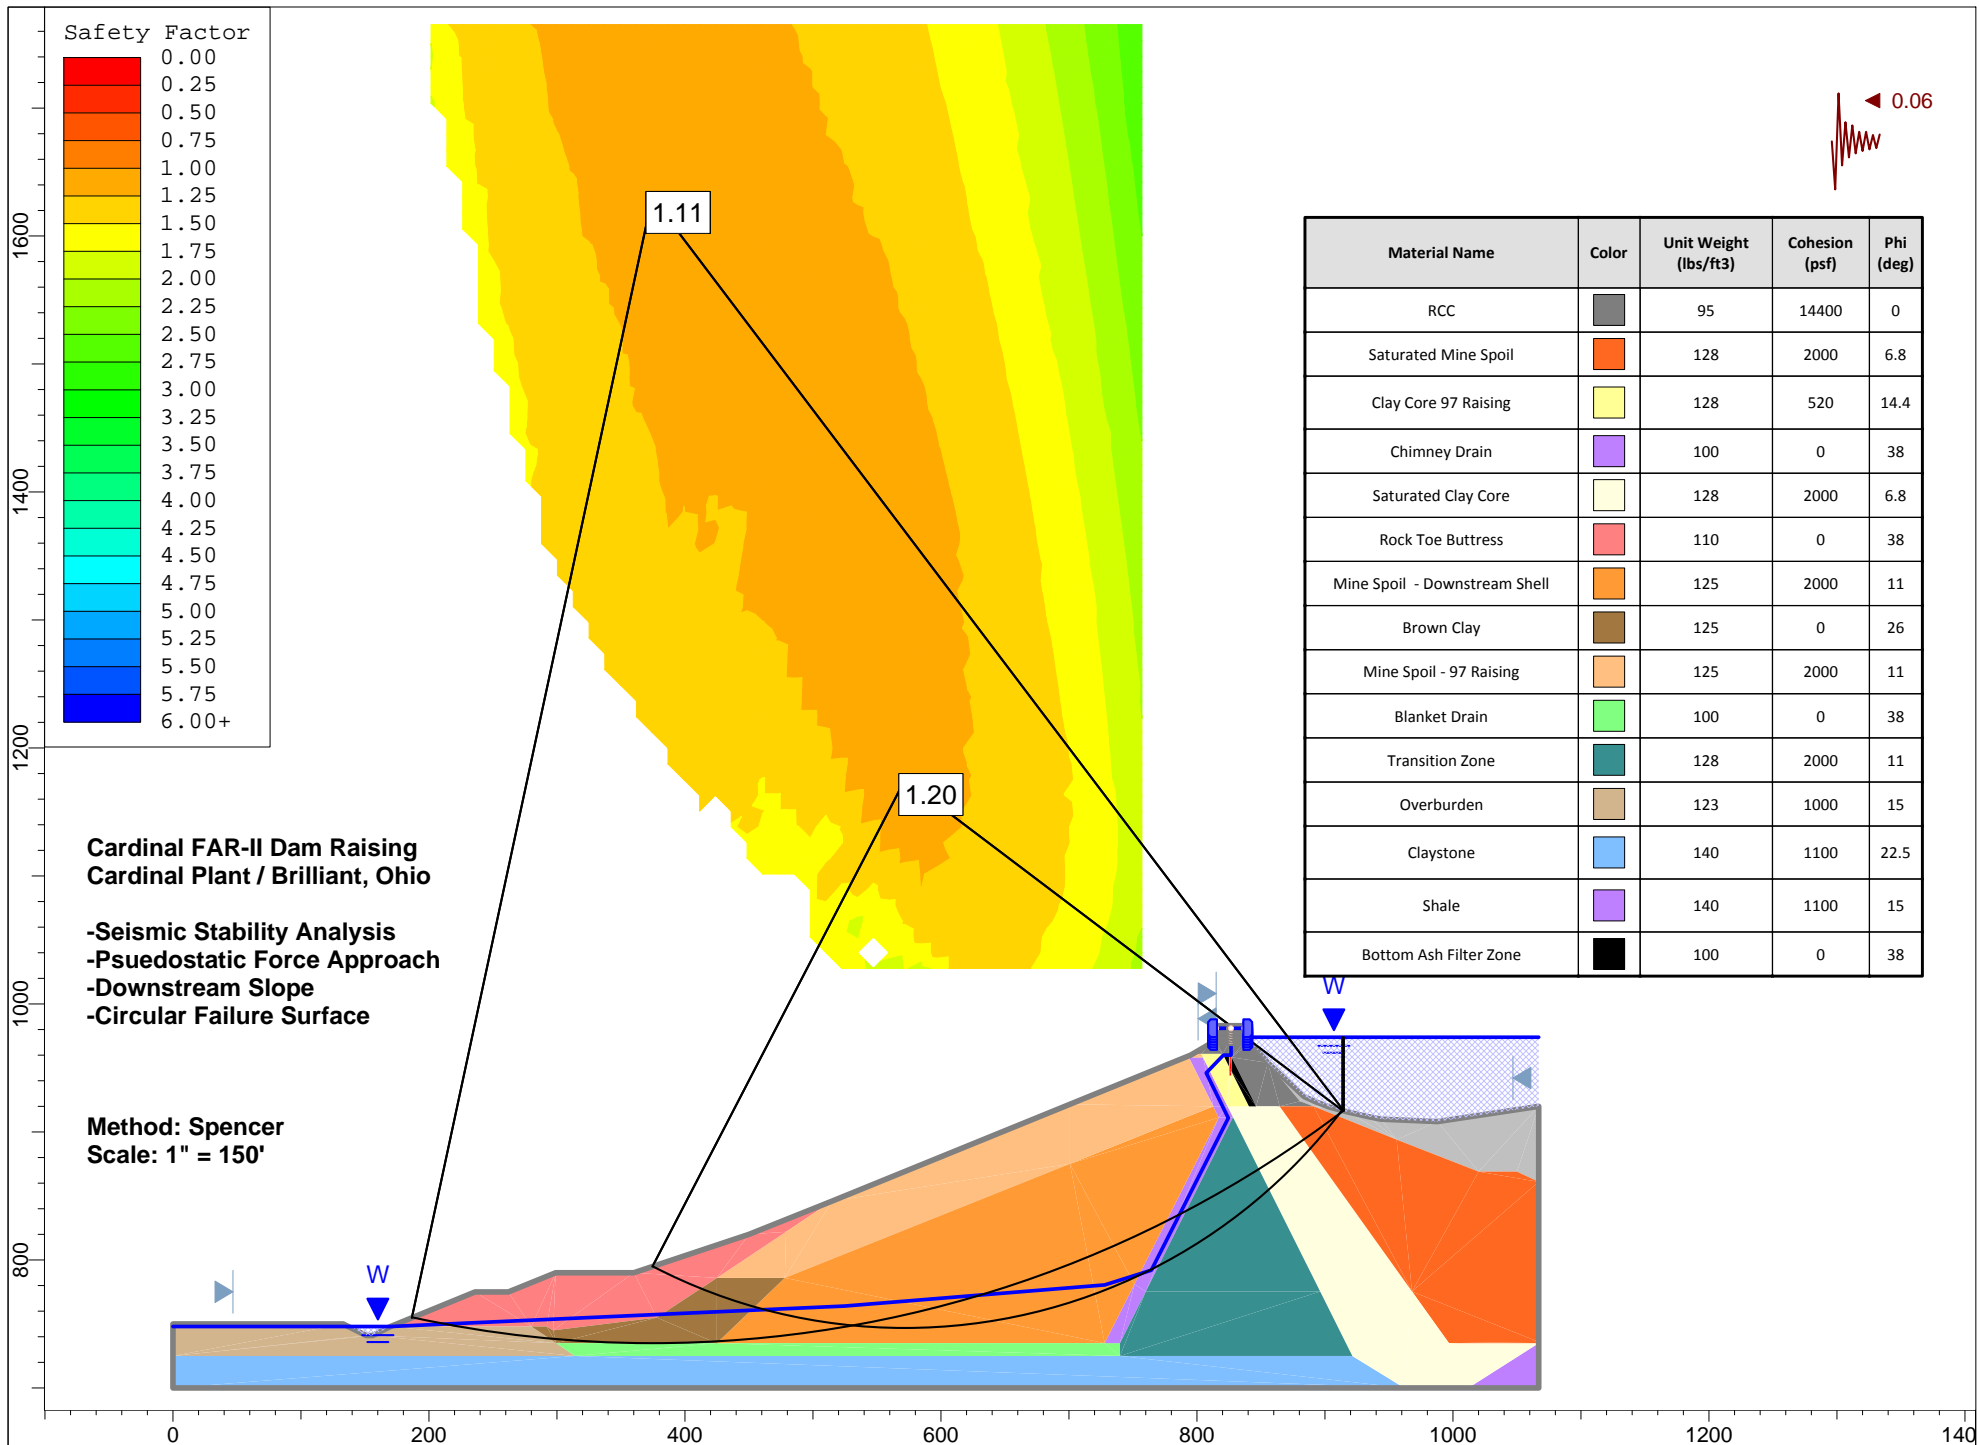 Safety Factor
0.00
0.25
0.50
0.75
1.00
1.25
1.50
1.75
2.00
2.25
2.50
2.75
3.00
3.25
3.50
3.75
4.00
4.25
4.50
4.75
5.00
5.25
5.50
5.75
6.00+
1.11
1.20
0.06
Material Name Color Unit Weight (lbs/ft3) Cohesion (psf) Phi (deg)
RCC 95 14400 0
Saturated Mine Spoil 128 2000 6.8
Clay Core 97 Raising 128 520 14.4
Chimney Drain 100 0 38
Saturated Clay Core 128 2000 6.8
Rock Toe Buttress 110 0 38
Mine Spoil - Downstream Shell 125 2000 11
Brown Clay 125 0 26
Mine Spoil - 97 Raising 125 2000 11
Blanket Drain 100 0 38
Transition Zone 128 2000 11
Overburden 123 1000 15
Claystone 140 1100 22.5
Shale 140 1100 15
Bottom Ash Filter Zone 100 0 38
Cardinal FAR-II Dam Raising
Cardinal Plant / Brilliant, Ohio
-Seismic Stability Analysis
-Psuedostatic Force Approach
-Downstream Slope
-Circular Failure Surface
Method: Spencer
Scale: 1" = 150'
W
W
1600
1400
1200
1000
800
0 200 400 600 800 1000 1200 140